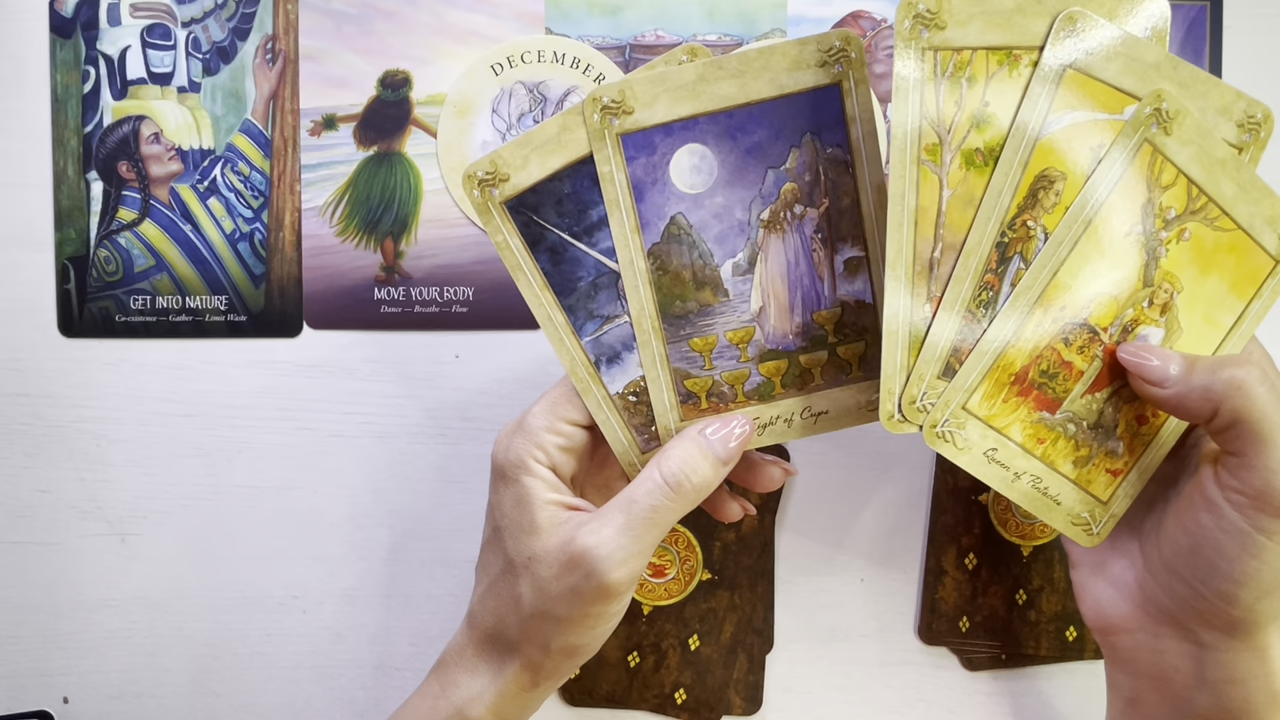 DECEMBER
GET INTO NATURE
Co-existence — Gather — Limit Waste
MOVE YOUR BODY
Dance — Breathe — Flow
Eight of Cups
Queen of Pentacles